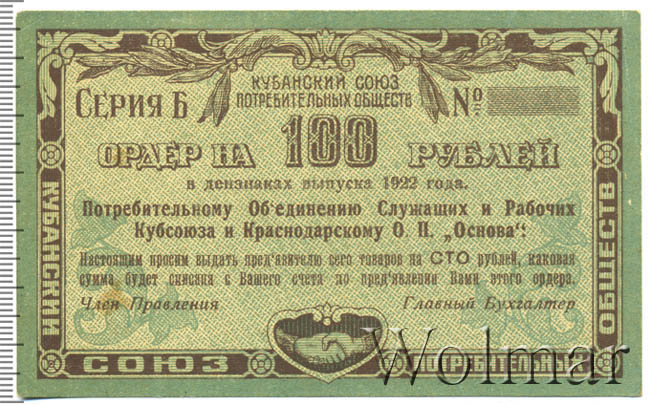 КУБАНСКИЙ СОЮЗ
ПОТРЕБИТЕЛЬНЫХ ОБЩЕСТВ
СЕРИЯ Б
№
ОРДЕР НА 100 РУБЛЕЙ
в дензнаках выпуска 1922 года.
Потребительному Об'единению Служащих и Рабочих
Кубсоюза и Краснодарскому О. П. „Основа“:
Настоящим просим выдать пред'явителю сего товаров на СТО рублей, каковая
сумма будет списана с Вашего счета по пред'явлении Нами этого ордера.
Член Правления
Главный Бухгалтер
КУБАНСКИЙ
СОЮЗ
ПОТРЕБИТЕЛЬНЫХ
ОБЩЕСТВ
Wolmar